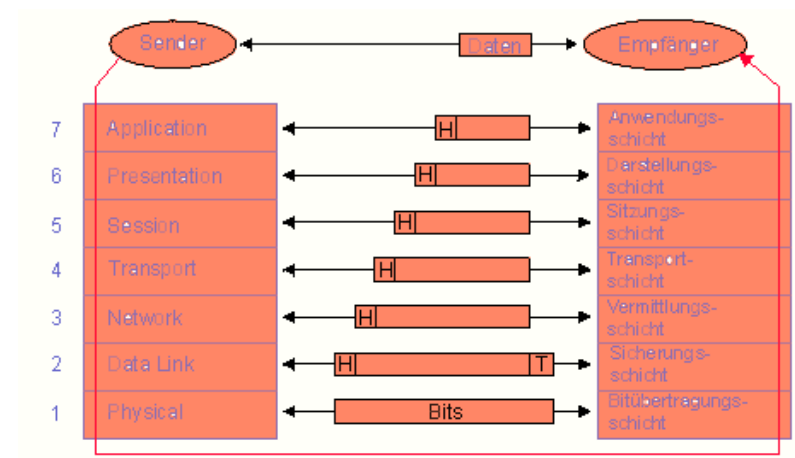 Sender Daten Empfänger
7 Application H Anwendungs-
schicht
6 Presentation H Darstellungs-
schicht
5 Session H Sitzungs-
schicht
4 Transport H Transport-
schicht
3 Network H Vermittlungs-
schicht
2 Data Link H T Sicherungs-
schicht
1 Physical Bits Bitübertragungs-
schicht